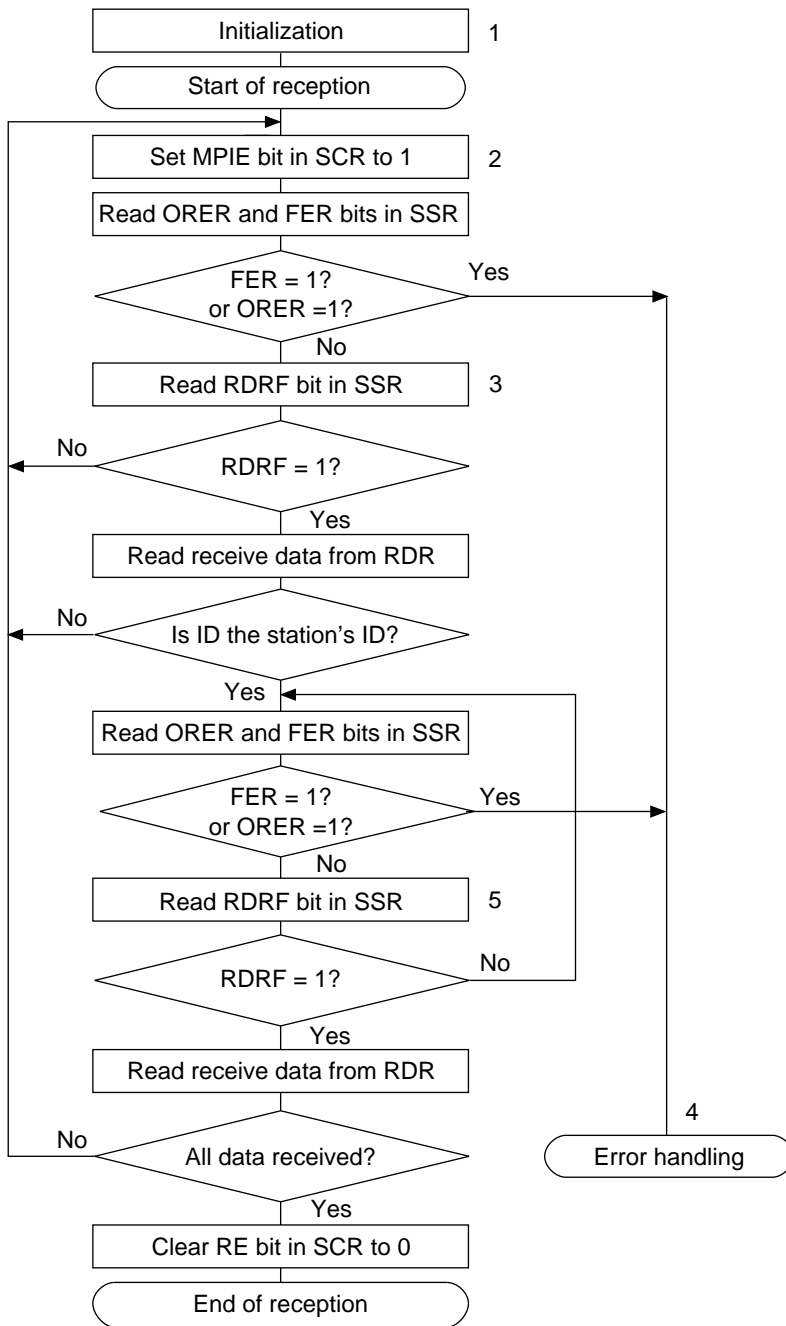 Initialization
1
Start of reception
Set MPIE bit in SCR to 1
2
Read ORER and FER bits in SSR
FER = 1?
or ORER =1?
Yes
No
Read RDRF bit in SSR
3
RDRF = 1?
No
Yes
Read receive data from RDR
Is ID the station's ID?
No
Yes
Read ORER and FER bits in SSR
FER = 1?
or ORER =1?
Yes
No
Read RDRF bit in SSR
5
RDRF = 1?
No
Yes
Read receive data from RDR
All data received?
No
4
Error handling
Yes
Clear RE bit in SCR to 0
End of reception